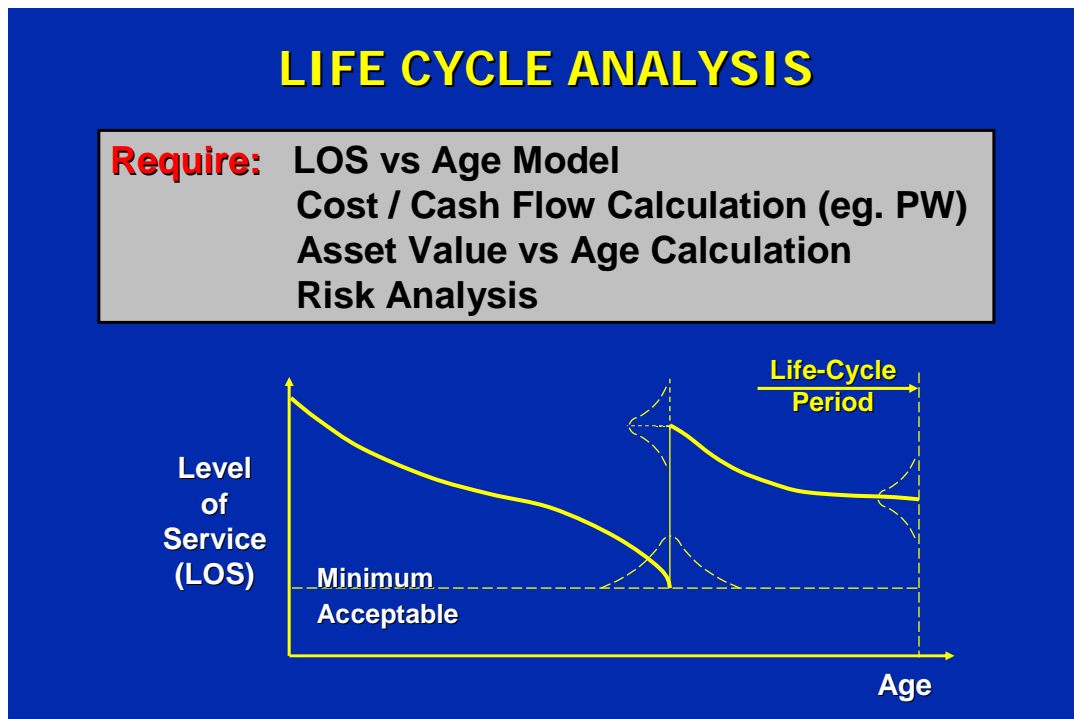 LIFE CYCLE ANALYSIS
Require: LOS vs Age Model
Cost / Cash Flow Calculation (eg. PW)
Asset Value vs Age Calculation
Risk Analysis
Life-Cycle
Period
Level
of
Service
(LOS)
Minimum
Acceptable
Age